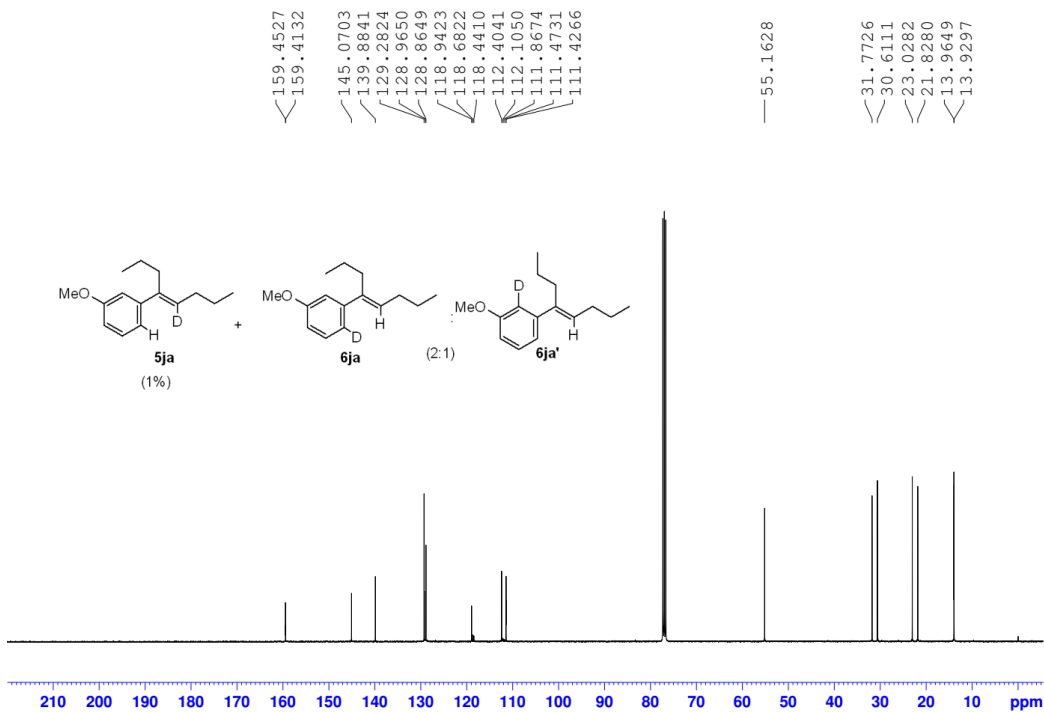 159.4527
159.4132
145.0703
139.8841
129.2824
128.9650
128.8649
118.9423
118.6822
118.4410
112.4041
112.1050
111.8674
111.4731
111.4266
55.1628
31.7726
30.6111
23.0282
21.8280
13.9649
13.9297
MeO
D
H
5ja
(1%)
+
MeO
H
D
6ja
:
(2:1)
D
MeO
H
6ja'
210 200 190 180 170 160 150 140 130 120 110 100 90 80 70 60 50 40 30 20 10 ppm